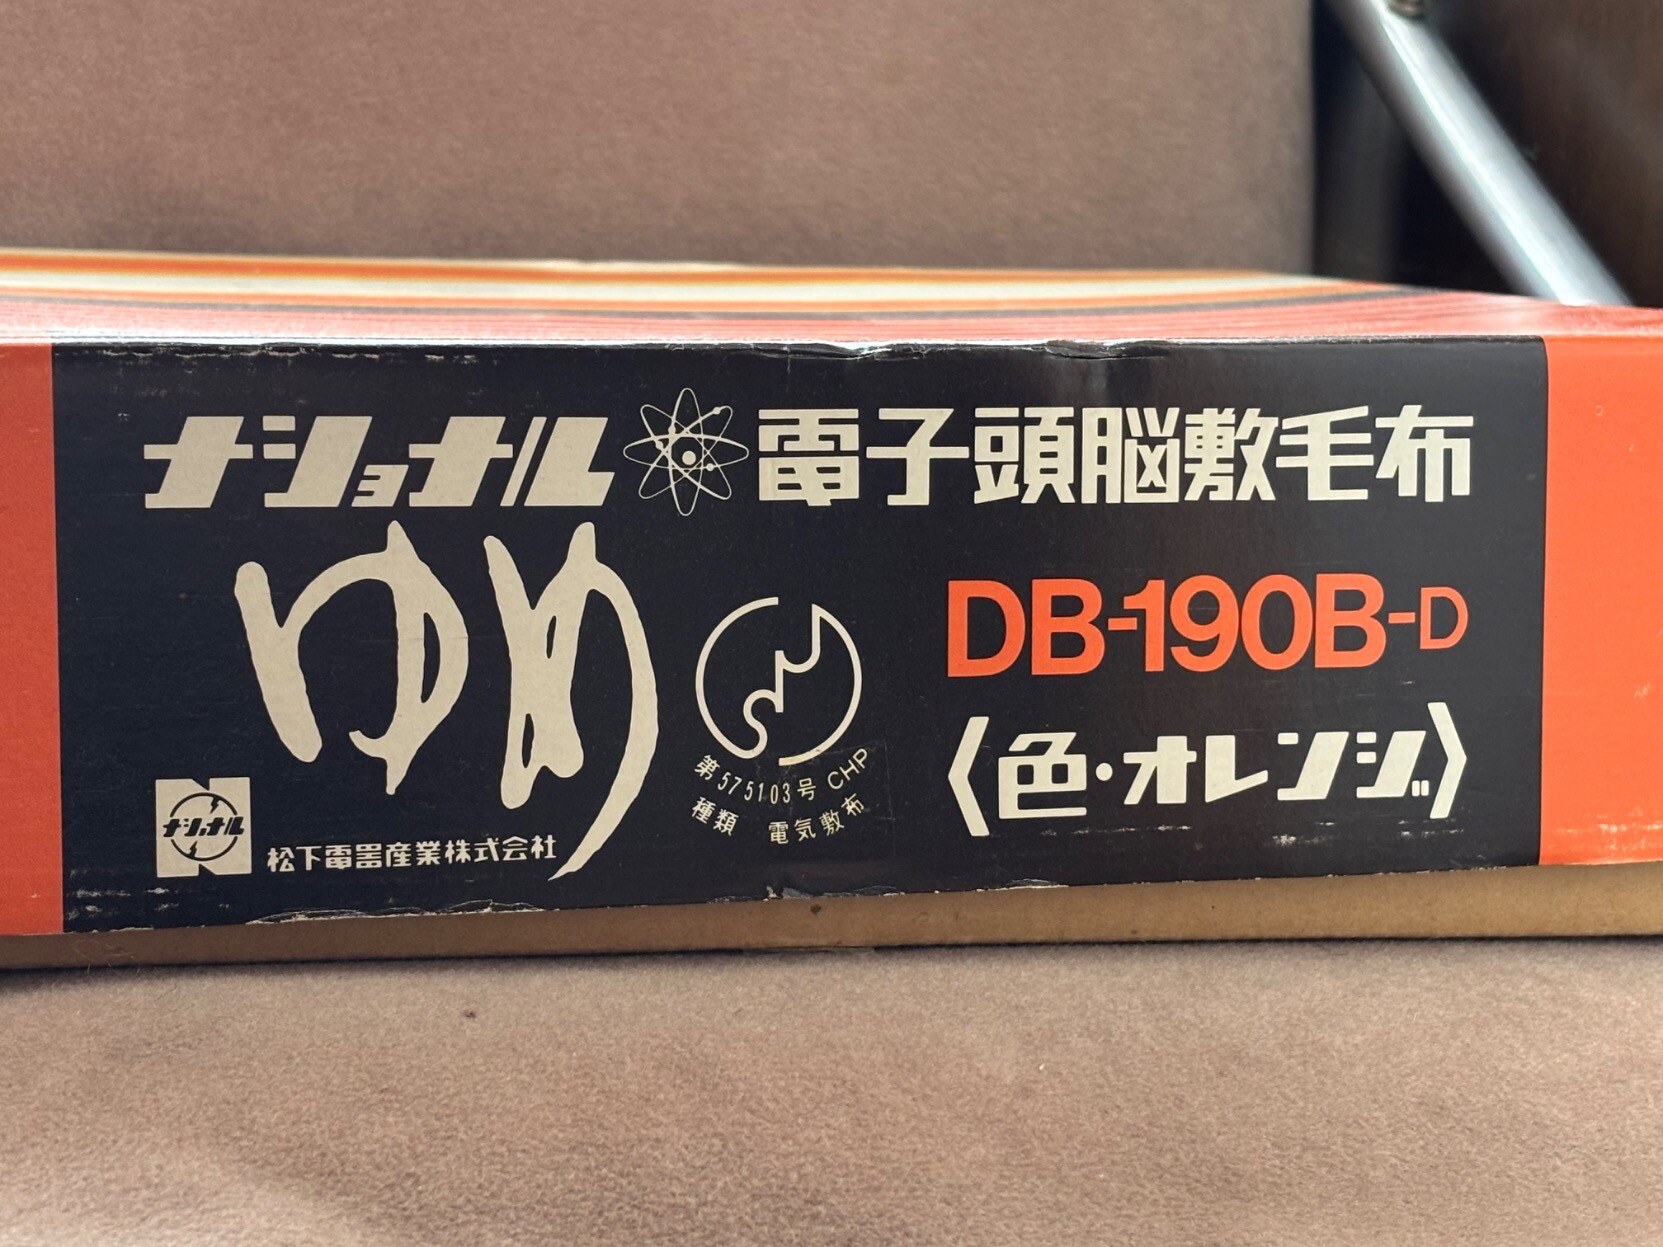 ナショナル 電子頭脳敷毛布
ゆめ
DB-190B-D
〈色・オレンジ〉
第575103号 CHP
種類 電気敷布
ナショナル
松下電器産業株式会社